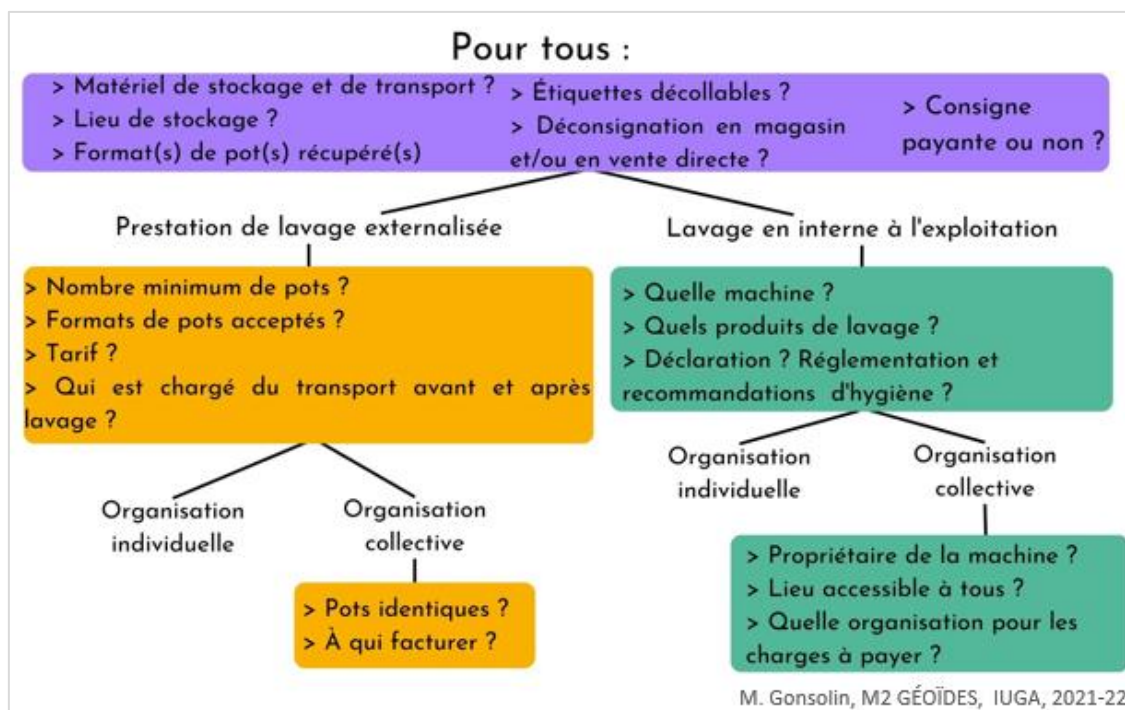 Pour tous :
> Matériel de stockage et de transport ?
> Lieu de stockage ?
> Format(s) de pot(s) récupéré(s)
> Étiquettes décollables ?
> Déconsignation en magasin
et/ou en vente directe ?
> Consigne
payante ou non ?
Prestation de lavage externalisée
> Nombre minimum de pots ?
> Formats de pots acceptés ?
> Tarif ?
> Qui est chargé du transport avant et après
lavage ?
Organisation
individuelle
Organisation
collective
> Pots identiques ?
> À qui facturer ?
Lavage en interne à l'exploitation
> Quelle machine ?
> Quels produits de lavage ?
> Déclaration ? Réglementation et
recommandations d'hygiène ?
Organisation
individuelle
Organisation
collective
> Propriétaire de la machine ?
> Lieu accessible à tous ?
> Quelle organisation pour les
charges à payer ?
M. Gonsolin, M2 GÉOÏDES, IUGA, 2021-22